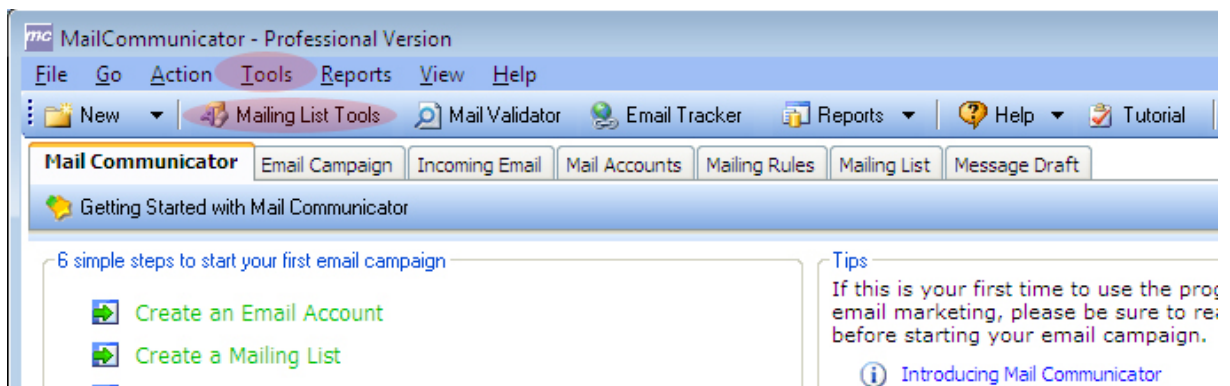 mc MailCommunicator - Professional Version
File Go Action Tools Reports View Help
New Mailing List Tools Mail Validator Email Tracker Reports Help Tutorial
Mail Communicator Email Campaign Incoming Email Mail Accounts Mailing Rules Mailing List Message Draft
Getting Started with Mail Communicator
6 simple steps to start your first email campaign
Create an Email Account
Create a Mailing List
Tips
If this is your first time to use the prog
email marketing, please be sure to rea
before starting your email campaign.
Introducing Mail Communicator